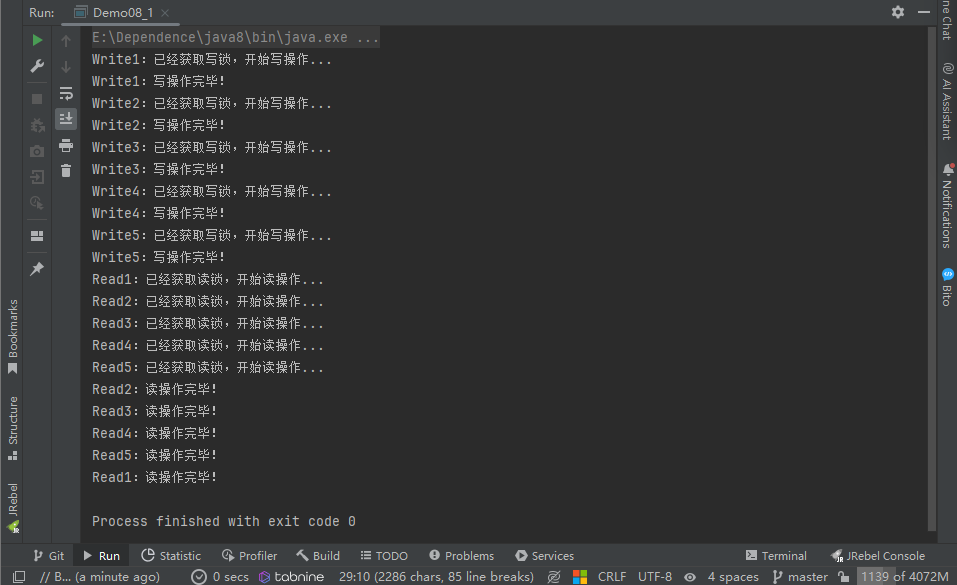 Run: Demo08_1
E:\Dependence\java8\bin\java.exe ...
Write1：已经获取写锁，开始写操作...
Write1：写操作完毕!
Write2：已经获取写锁，开始写操作...
Write2：写操作完毕!
Write3：已经获取写锁，开始写操作...
Write3：写操作完毕!
Write4：已经获取写锁，开始写操作...
Write4：写操作完毕!
Write5：已经获取写锁，开始写操作...
Write5：写操作完毕!
Read1：已经获取读锁，开始读操作...
Read2：已经获取读锁，开始读操作...
Read3：已经获取读锁，开始读操作...
Read4：已经获取读锁，开始读操作...
Read5：已经获取读锁，开始读操作...
Read2：读操作完毕!
Read3：读操作完毕!
Read4：读操作完毕!
Read5：读操作完毕!
Read1：读操作完毕!
Process finished with exit code 0
Bookmarks
Structure
JRebel
ne Chat
AI Assistant
Notifications
Bito
Git Run Statistic Profiler Build TODO Problems Services Terminal JRebel Console
// B... (a minute ago) 0 secs tabnine 29:10 (2286 chars, 85 line breaks) CRLF UTF-8 4 spaces master 1139 of 4072M